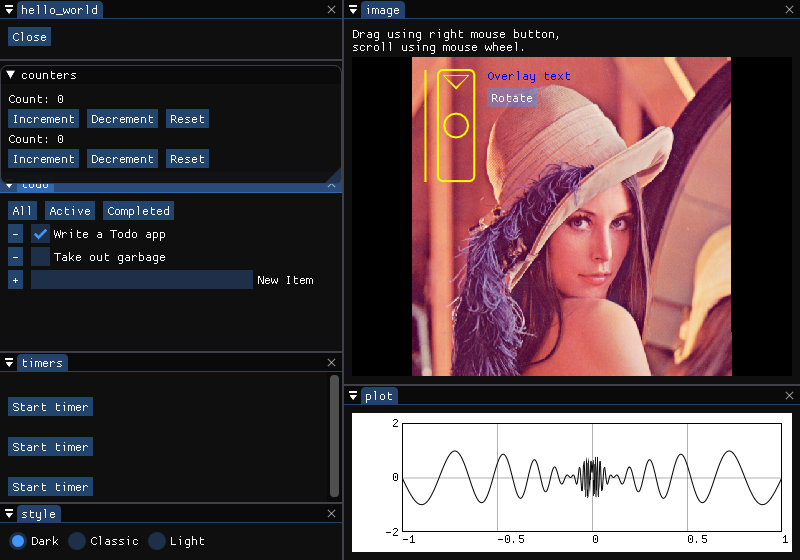 hello_world
Close
counters
Count: 0
Increment Decrement Reset
Count: 0
Increment Decrement Reset
todo
All Active Completed
- Write a Todo app
- Take out garbage
+ New Item
timers
Start timer
Start timer
Start timer
style
Dark Classic Light
image
Drag using right mouse button,
scroll using mouse wheel.
Overlay text
Rotate
plot
2
0
-2
-1 -0.5 0 0.5 1